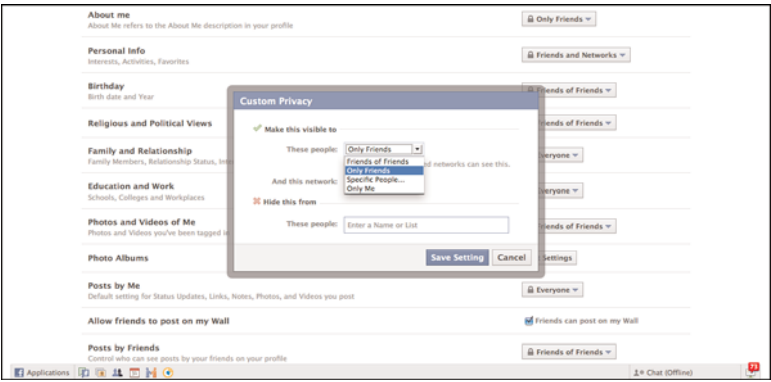 About me
About Me refers to the About Me description in your profile
Only Friends
Personal Info
Interests, Activities, Favorites
Friends and Networks
Birthday
Birth date and Year
Friends of Friends
Custom Privacy
Religious and Political Views
Friends of Friends
Make this visible to
Family and Relationship
Family Members, Relationship Status,
Everyone
These people: Only Friends
Friends of Friends
Only Friends
Specific People...
Only Me
networks can see this.
And this network:
Education and Work
Schools, Colleges and Workplaces
Everyone
Hide this from
These people: Enter a Name or List
Photos and Videos of Me
Photos and Videos you've been tagged
Friends of Friends
Save Setting Cancel
Photo Albums
Settings
Posts by Me
Default setting for Status Updates, Links, Notes, Photos, and Videos you post
Everyone
Allow friends to post on my Wall
Friends can post on my Wall
Posts by Friends
Control who can see posts by your friends on your profile
Friends of Friends
Applications
Chat (Offline)
73